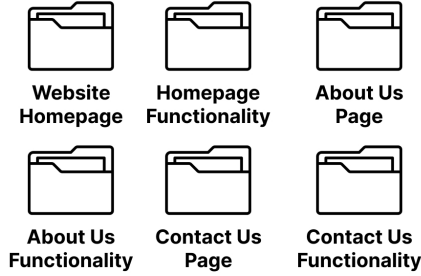 Website
Homepage
Homepage
Functionality
About Us
Page
About Us
Functionality
Contact Us
Page
Contact Us
Functionality